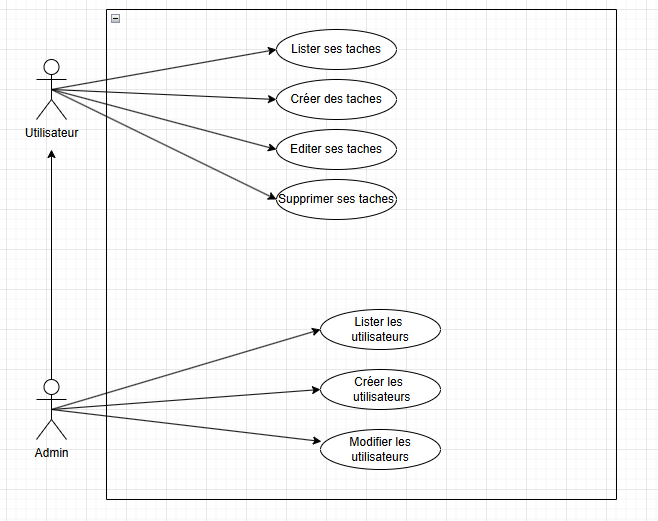 Lister ses taches
Créer des taches
Utilisateur
Editer ses taches
Supprimer ses taches
Lister les
utilisateurs
Créer les
utilisateurs
Admin
Modifier les
utilisateurs